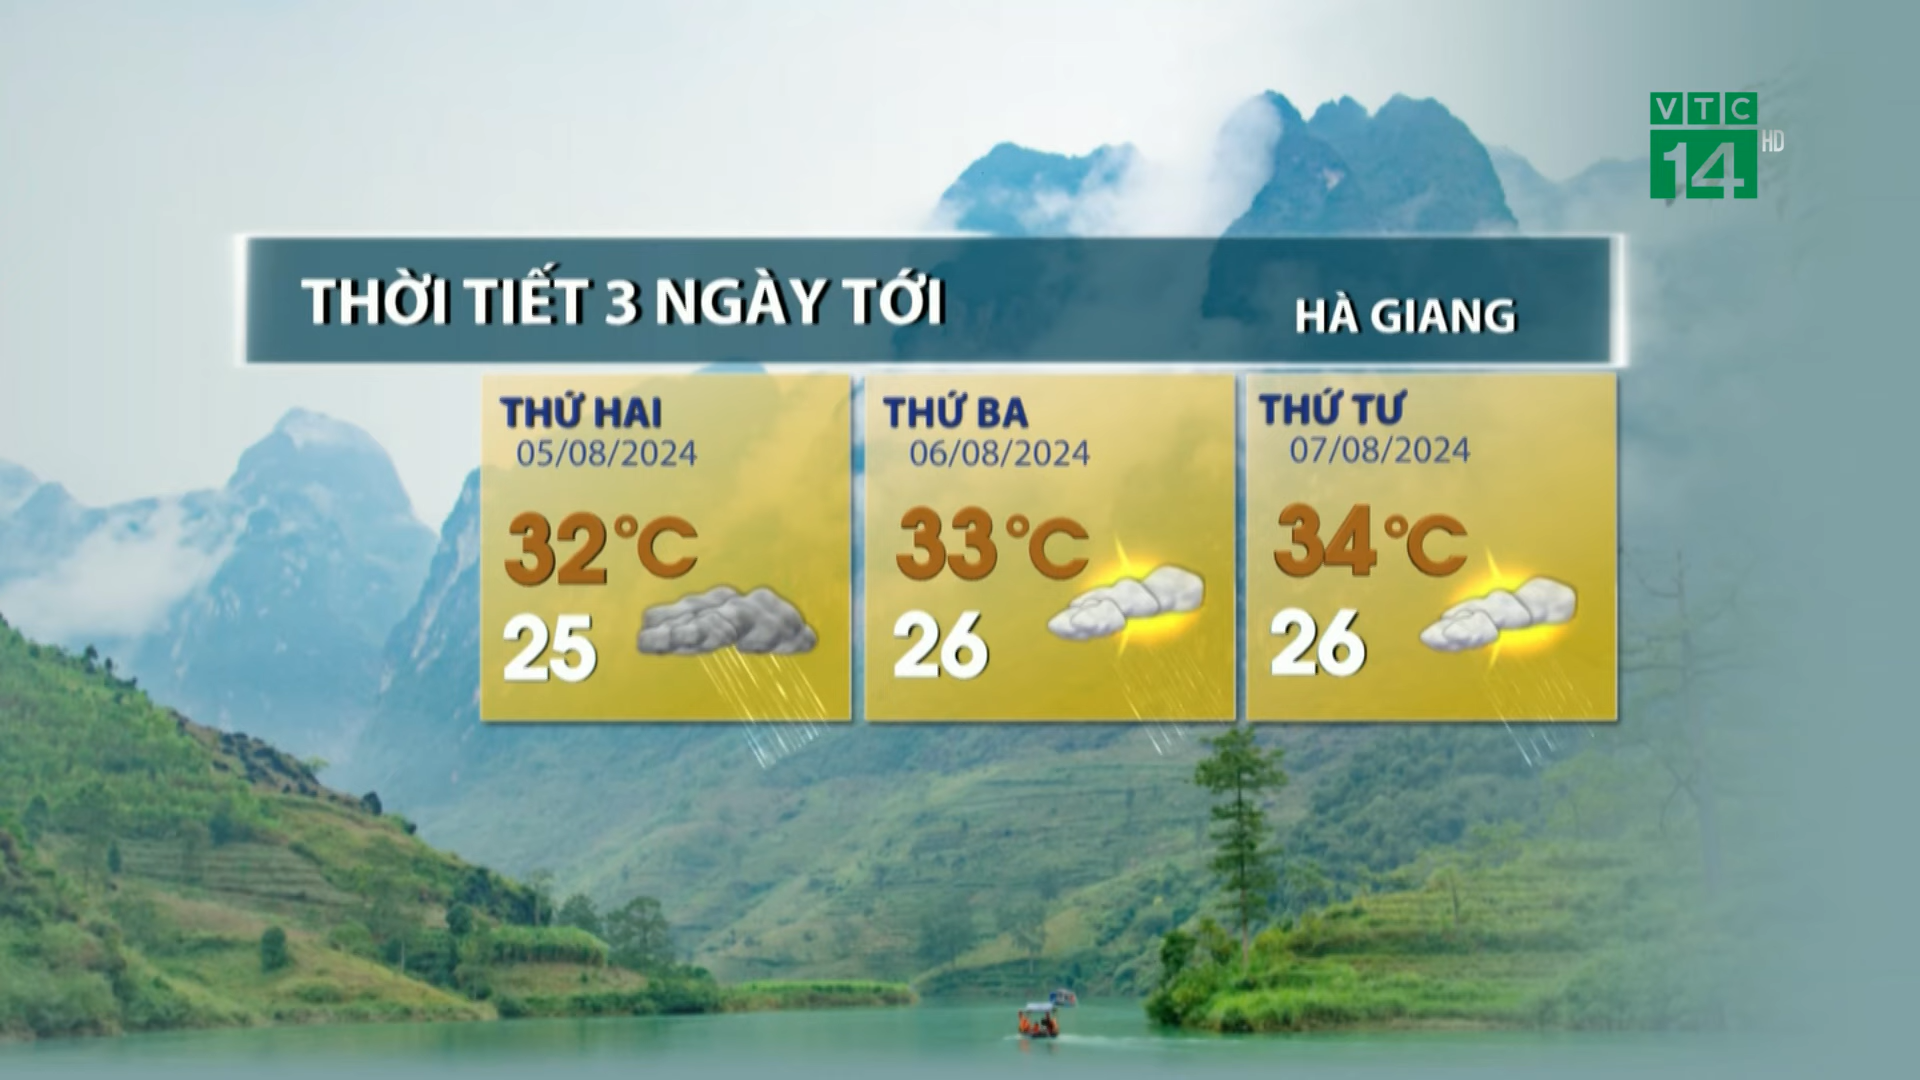 VTC
14 HD
THỜI TIẾT 3 NGÀY TỚI
HÀ GIANG
THỨ HAI
05/08/2024
32°C
25
THỨ BA
06/08/2024
33°C
26
THỨ TƯ
07/08/2024
34°C
26